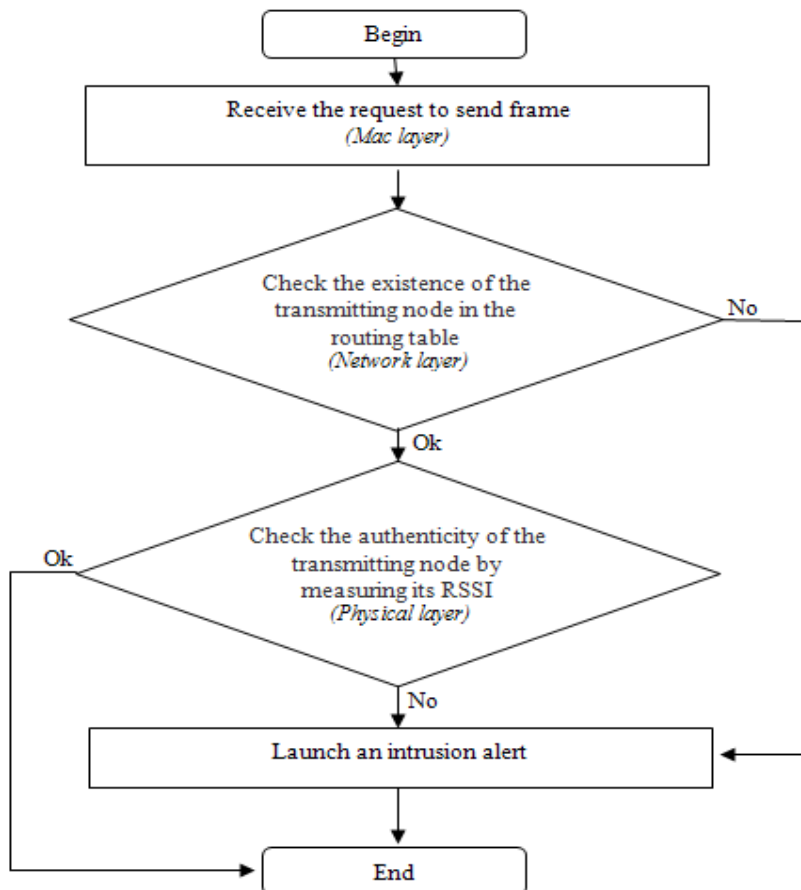 Begin
Receive the request to send frame
(Mac layer)
Check the existence of the
transmitting node in the
routing table
(Network layer)
No
Ok
Check the authenticity of the
transmitting node by
measuring its RSSI
(Physical layer)
Ok
No
Launch an intrusion alert
End